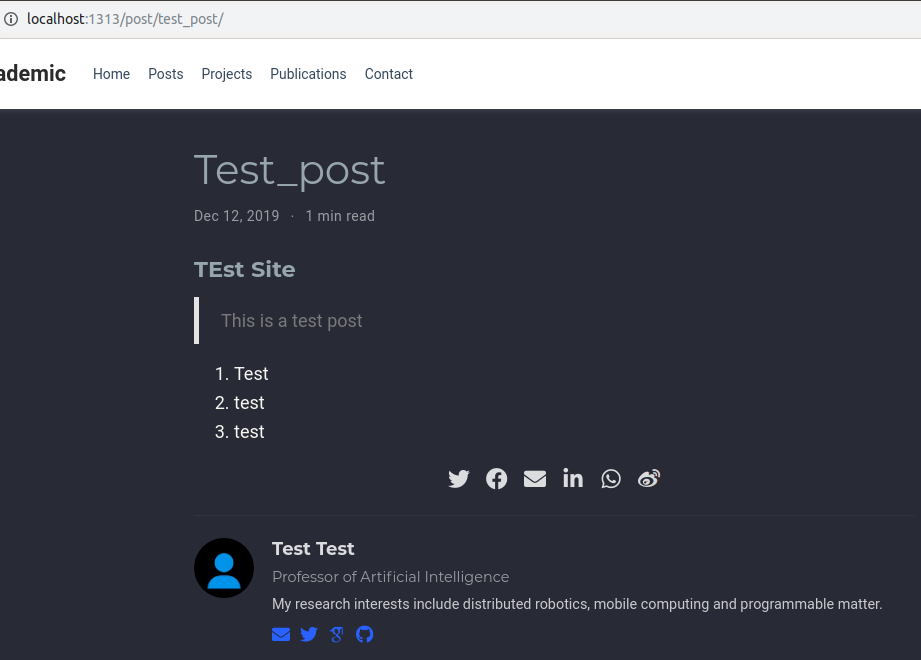 localhost:1313/post/test_post/
ademic Home Posts Projects Publications Contact
Test_post
Dec 12, 2019 · 1 min read
TEst Site
This is a test post
1. Test
2. test
3. test
Test Test
Professor of Artificial Intelligence
My research interests include distributed robotics, mobile computing and programmable matter.